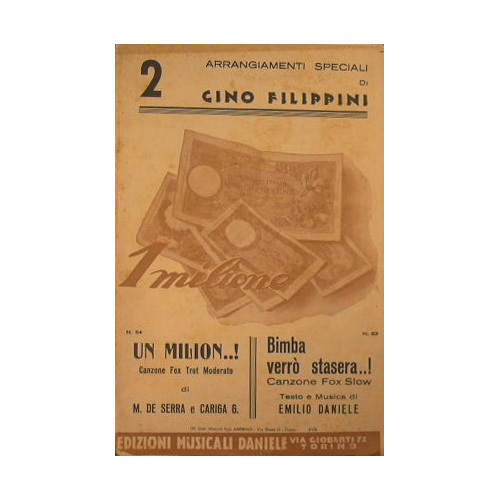 2
ARRANGIAMENTI SPECIALI
DI
GINO FILIPPINI
1 milione
N. 54
UN MILION..!
Canzone Fox Trot Moderato
di
M. DE SERRA e CARIGA G.
N. 53
Bimba
verrò stasera..!
Canzone Fox Slow
Testo e Musica di
EMILIO DANIELE
EDIZIONI MUSICALI DANIELE VIA GIOBERTI 72
TORINO